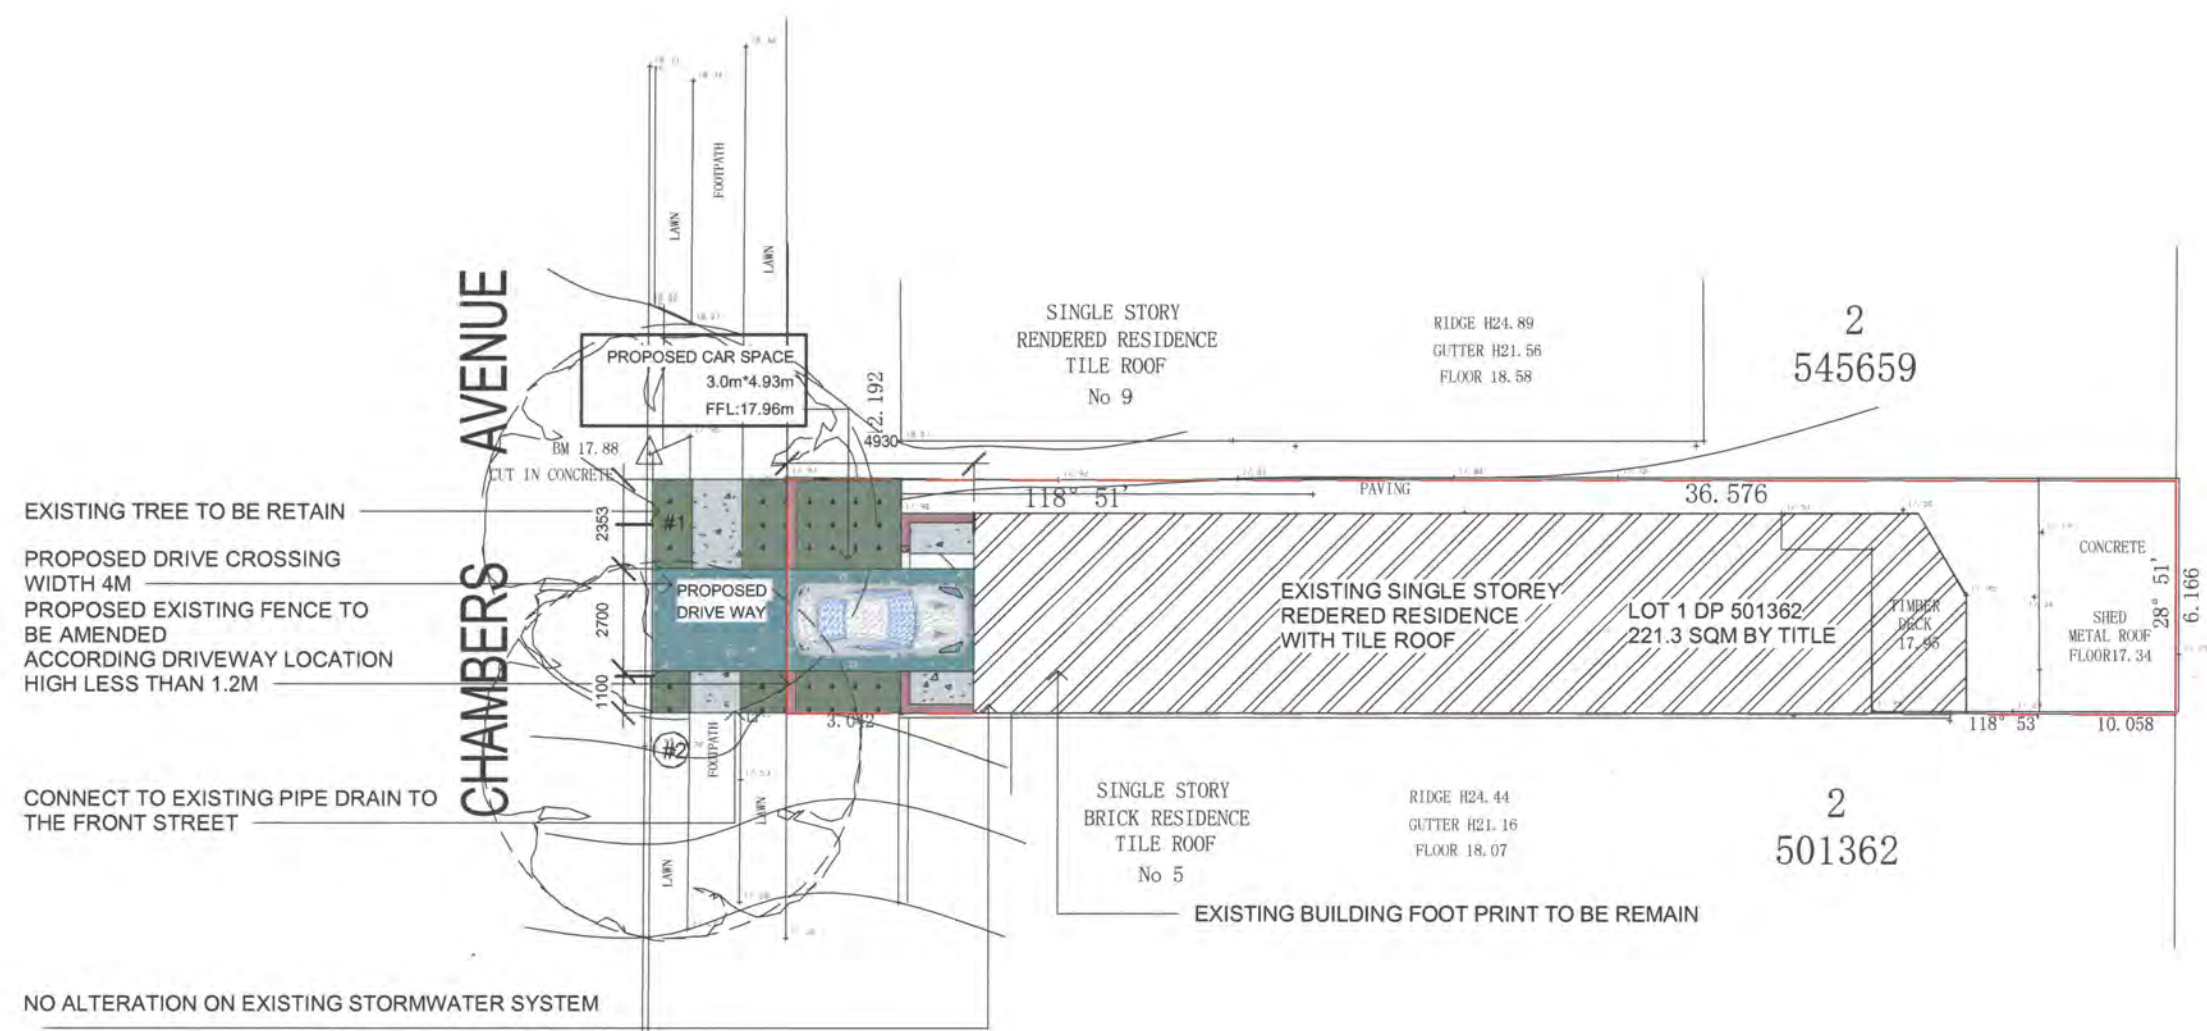 CHAMBERS AVENUE
LAWN
FOOTPATH
LAWN
PROPOSED CAR SPACE
3.0m*4.93m
FFL:17.96m
BM 17.88
CUT IN CONCRETE
2.192
4930
SINGLE STORY
RENDERED RESIDENCE
TILE ROOF
No 9
RIDGE H24.89
GUTTER H21.56
FLOOR 18.58
2
545659
EXISTING TREE TO BE RETAIN
PROPOSED DRIVE CROSSING
WIDTH 4M
PROPOSED EXISTING FENCE TO
BE AMENDED
ACCORDING DRIVEWAY LOCATION
HIGH LESS THAN 1.2M
CONNECT TO EXISTING PIPE DRAIN TO
THE FRONT STREET
NO ALTERATION ON EXISTING STORMWATER SYSTEM
2353
2700
1100
#1
#2
PROPOSED
DRIVE WAY
118° 51'
PAVING
36.576
EXISTING SINGLE STOREY
REDERED RESIDENCE
WITH TILE ROOF
LOT 1 DP 501362
221.3 SQM BY TITLE
TIMBER
DECK
17.95
CONCRETE
SHED
METAL ROOF
FLOOR17.34
28° 51'
6.166
118° 53'
10.058
FOOTPATH
LAWN
LAWN
SINGLE STORY
BRICK RESIDENCE
TILE ROOF
No 5
RIDGE H24.44
GUTTER H21.16
FLOOR 18.07
2
501362
EXISTING BUILDING FOOT PRINT TO BE REMAIN